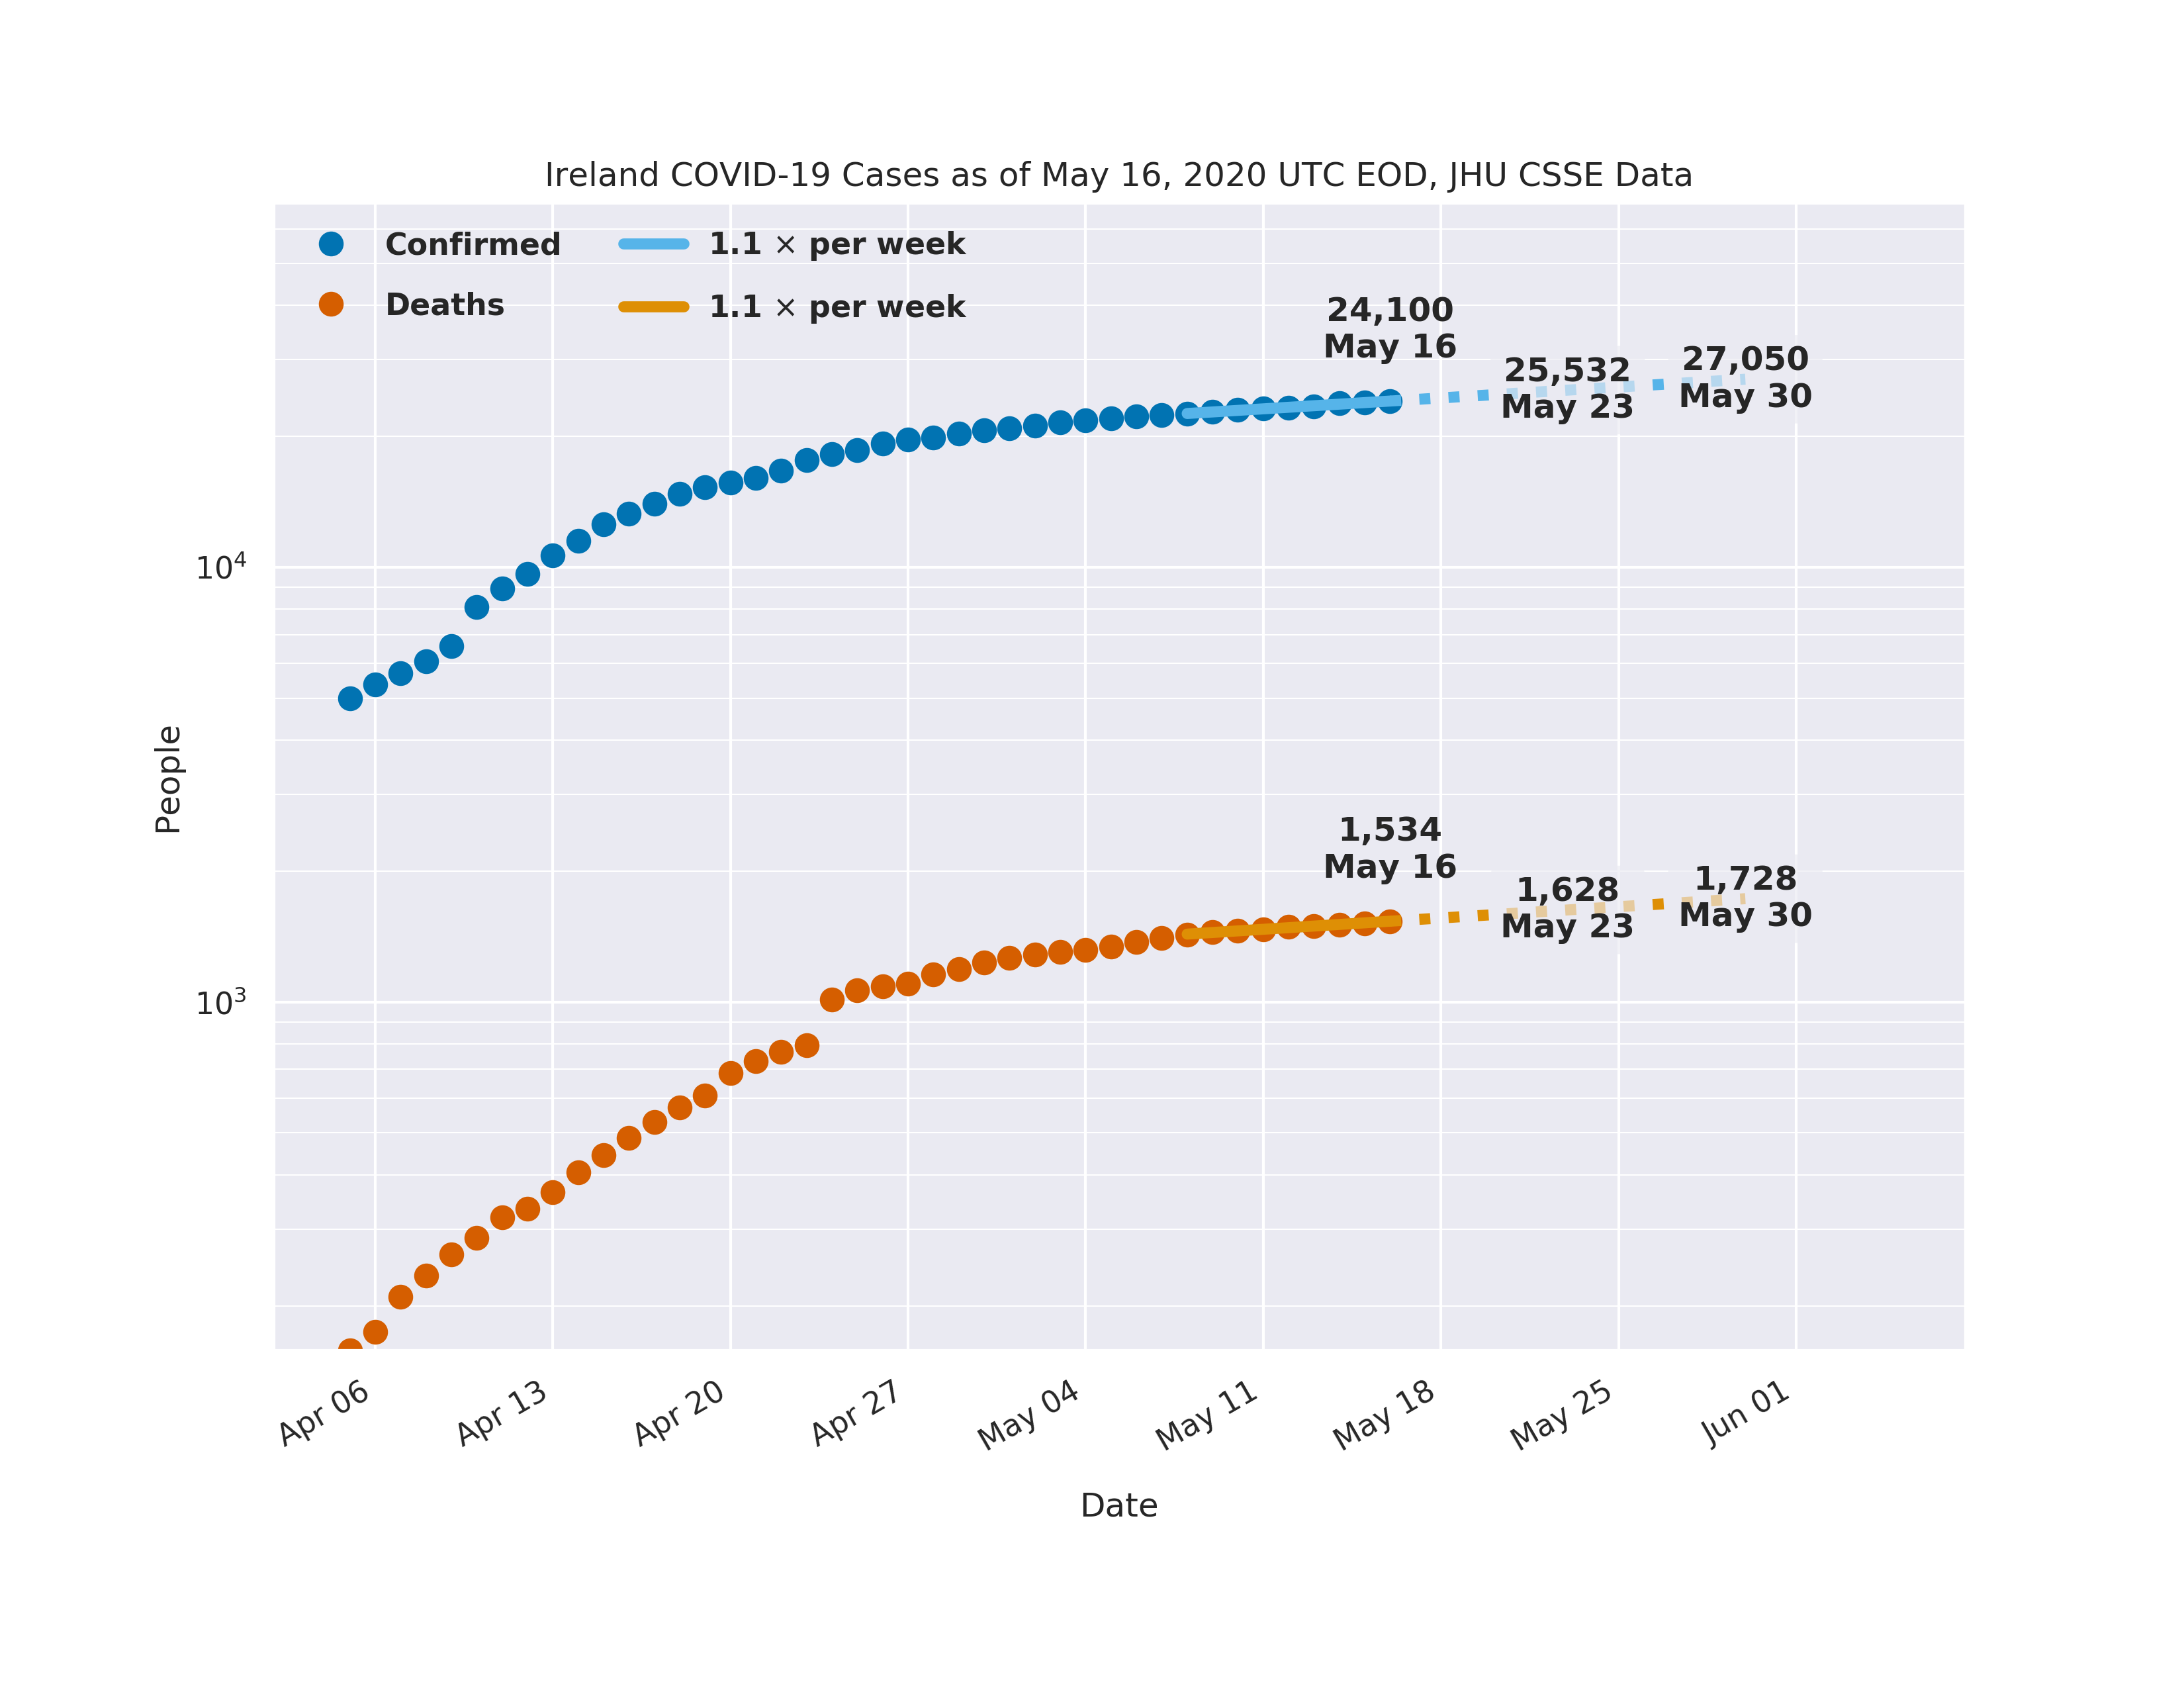 Ireland COVID-19 Cases as of May 16, 2020 UTC EOD, JHU CSSE Data
Confirmed
Deaths
1.1 × per week
1.1 × per week
24,100
May 16
25,532
May 23
27,050
May 30
1,534
May 16
1,628
May 23
1,728
May 30
People
10⁴
10³
Apr 06
Apr 13
Apr 20
Apr 27
May 04
May 11
May 18
May 25
Jun 01
Date